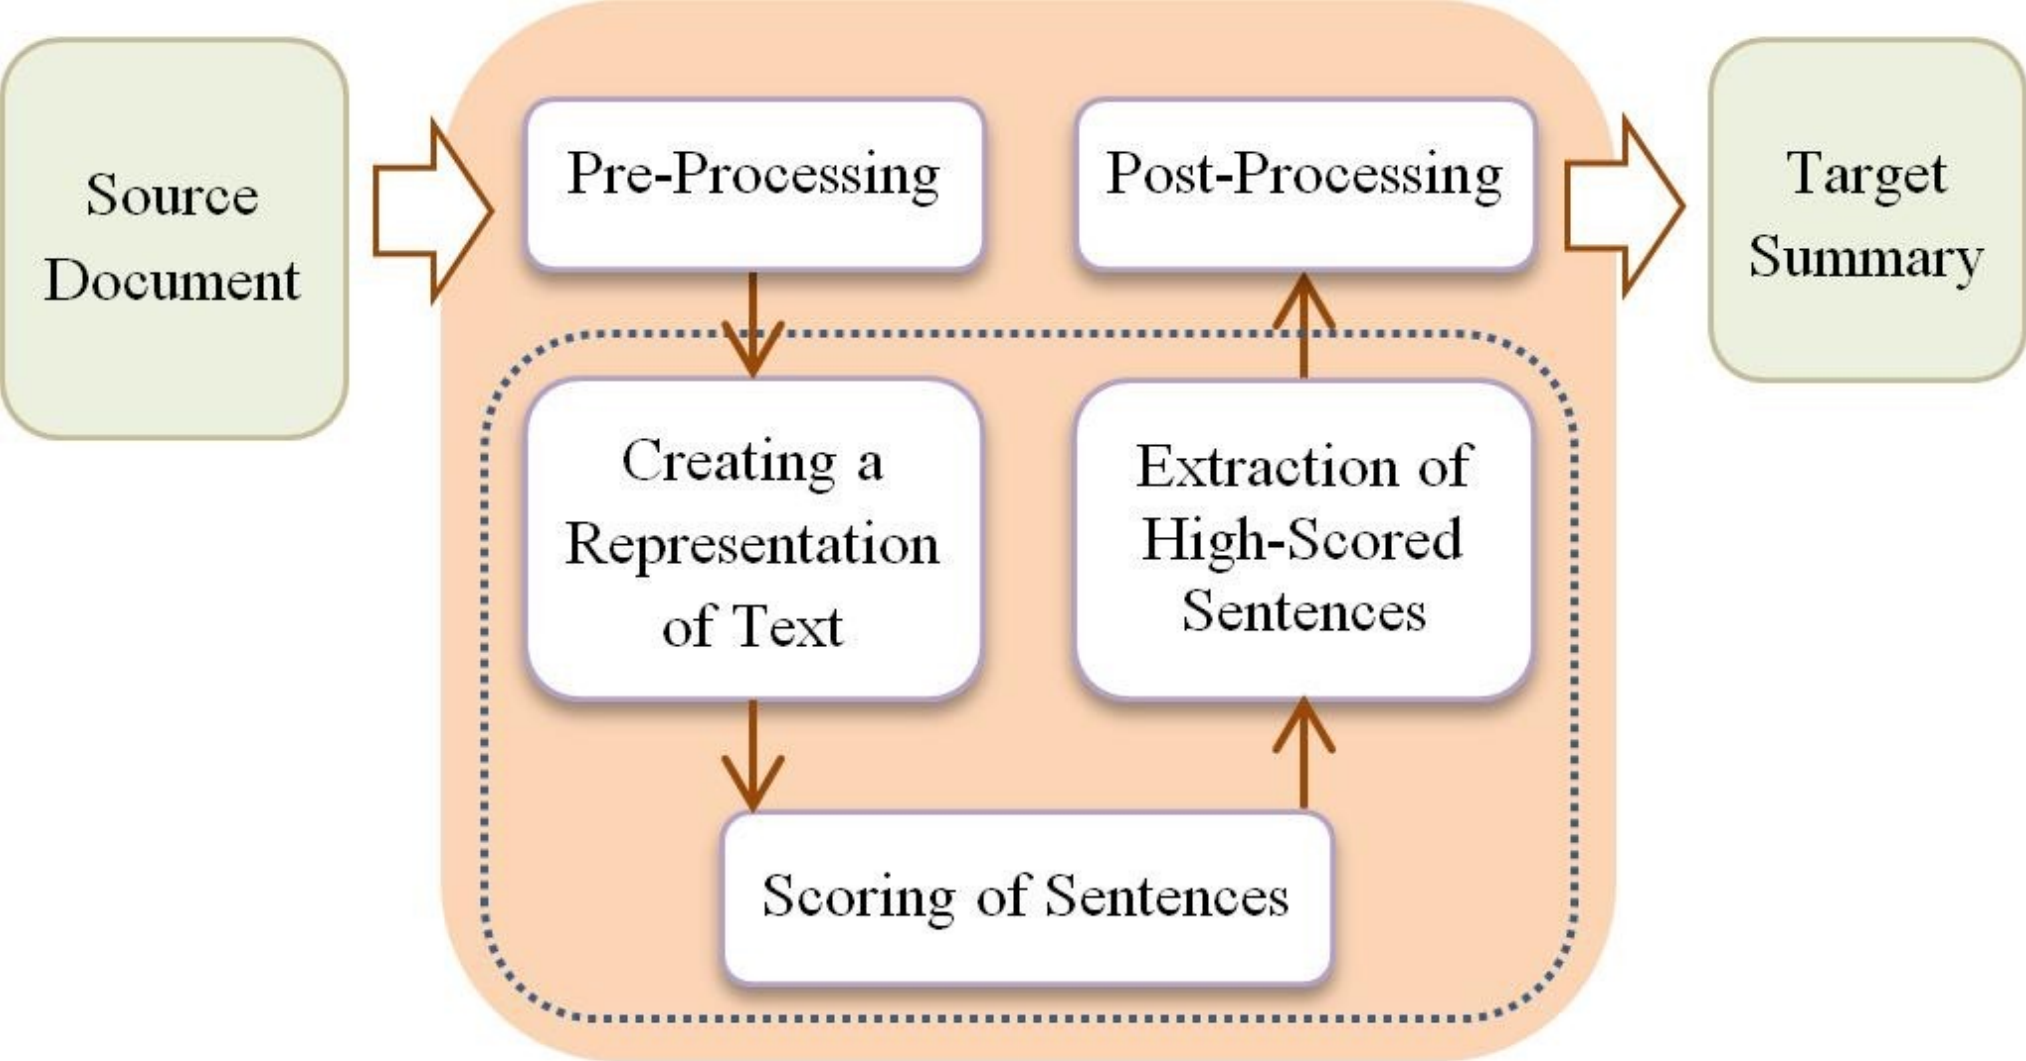 Source
Document
Pre-Processing
Creating a
Representation
of Text
Scoring of Sentences
Extraction of
High-Scored
Sentences
Post-Processing
Target
Summary